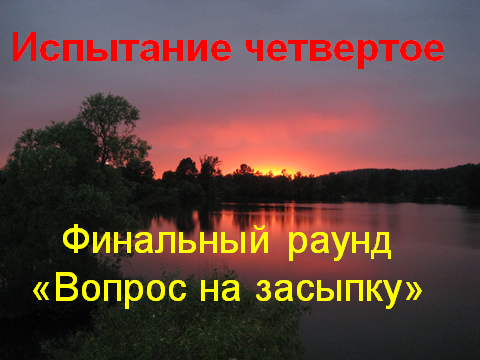 Испытание четвертое
Финальный раунд
«Вопрос на засыпку»